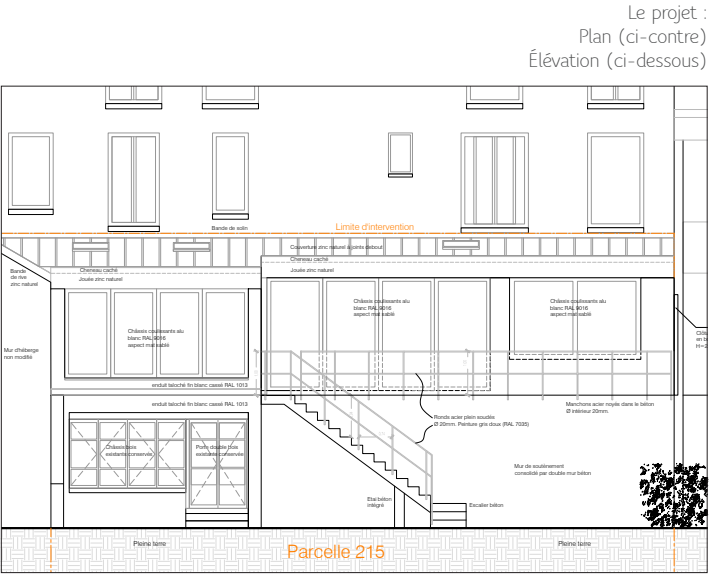 Le projet :
Plan (ci-contre)
Élévation (ci-dessous)
Limite d'intervention
Bande de solin
Couverture zinc naturel à joints debout
Cheneau caché
Jouée zinc naturel
Cheneau caché
Jouée zinc naturel
Bande
de rive
zinc naturel
Châssis coulissants alu
blanc RAL 9016
aspect mat sablé
Châssis coulissants alu
blanc RAL 9016
aspect mat sablé
Châssis coulissants alu
blanc RAL 9016
aspect mat sablé
Mur d'héberge
non modifié
enduit taloché fin blanc cassé RAL 1013
enduit taloché fin blanc cassé RAL 1013
Manchons acier noyés dans le béton
Ø intérieur 20mm.
Ronds acier plein soudés
Ø 20mm. Peinture gris doux (RAL 7035)
Châssis bois
existants conservés
Porte double bois
existante conservée
Mur de soutènement
consolidé par double mur béton
Etai béton
intégré
Escalier béton
Pleine terre
Parcelle 215
Pleine terre